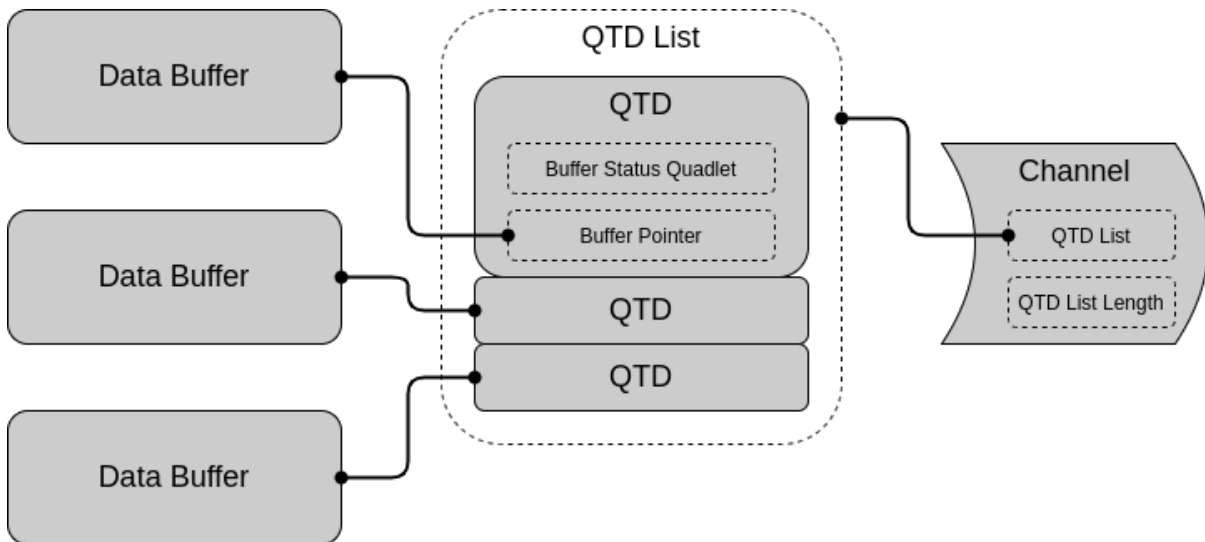 Data Buffer
Data Buffer
Data Buffer
QTD List
QTD
Buffer Status Quadlet
Buffer Pointer
QTD
QTD
Channel
QTD List
QTD List Length